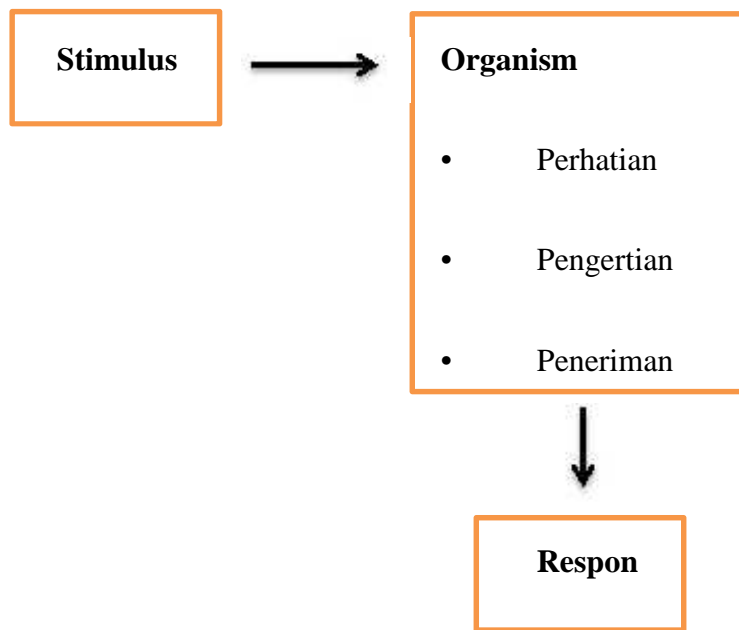 Stimulus
Organism
• Perhatian
• Pengertian
• Peneriman
Respon